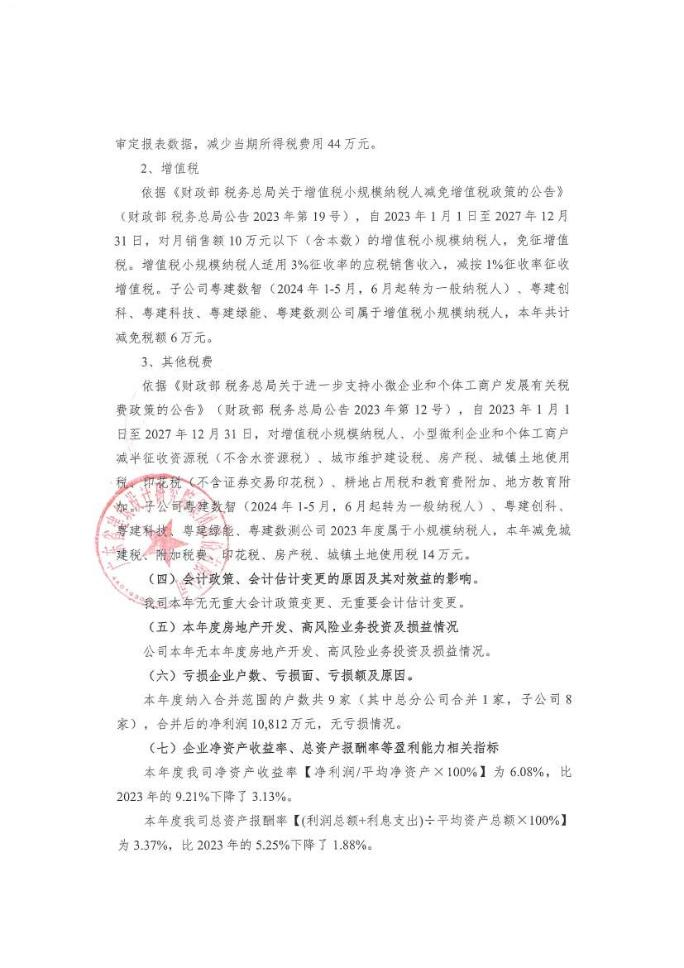 审定报表数据，减少当期所得税费用 44 万元。
2、增值税
依据《财政部 税务总局关于增值税小规模纳税人减免增值税政策的公告》
（财政部 税务总局公告 2023 年第 19 号），自 2023 年 1 月 1 日至 2027 年 12 月
31 日，对月销售额 10 万元以下（含本数）的增值税小规模纳税人，免征增值
税。增值税小规模纳税人适用 3%征收率的应税销售收入，减按 1%征收率征收
增值税。子公司粤建数智（2024 年 1-5 月，6 月起转为一般纳税人）、粤建创
科、粤建科技、粤建绿能、粤建数测公司属于增值税小规模纳税人，本年共计
减免税额 6 万元。
3、其他税费
依据《财政部 税务总局关于进一步支持小微企业和个体工商户发展有关税
费政策的公告》（财政部 税务总局公告 2023 年第 12 号），自 2023 年 1 月 1
日至 2027 年 12 月 31 日，对增值税小规模纳税人、小型微利企业和个体工商户
减半征收资源税（不含水资源税）、城市维护建设税、房产税、城镇土地使用
税、印花税（不含证券交易印花税）、耕地占用税和教育费附加、地方教育附
加。子公司粤建数智（2024 年 1-5 月，6 月起转为一般纳税人）、粤建创科、
粤建科技、粤建绿能、粤建数测公司 2023 年度属于小规模纳税人，本年减免城
建税、附加税费、印花税、房产税、城镇土地使用税 14 万元。
（四）会计政策、会计估计变更的原因及其对效益的影响。
我司本年无无重大会计政策变更、无重要会计估计变更。
（五）本年度房地产开发、高风险业务投资及损益情况
公司本年无本年度房地产开发、高风险业务投资及损益情况。
（六）亏损企业户数、亏损面、亏损额及原因。
本年度纳入合并范围的户数共 9 家（其中总分公司合并 1 家，子公司 8
家），合并后的净利润 10,812 万元，无亏损情况。
（七）企业净资产收益率、总资产报酬率等盈利能力相关指标
本年度我司净资产收益率【净利润/平均净资产×100%】为 6.08%，比
2023 年的 9.21%下降了 3.13%。
本年度我司总资产报酬率【(利润总额+利息支出)÷平均资产总额×100%】
为 3.37%，比 2023 年的 5.25%下降了 1.88%。